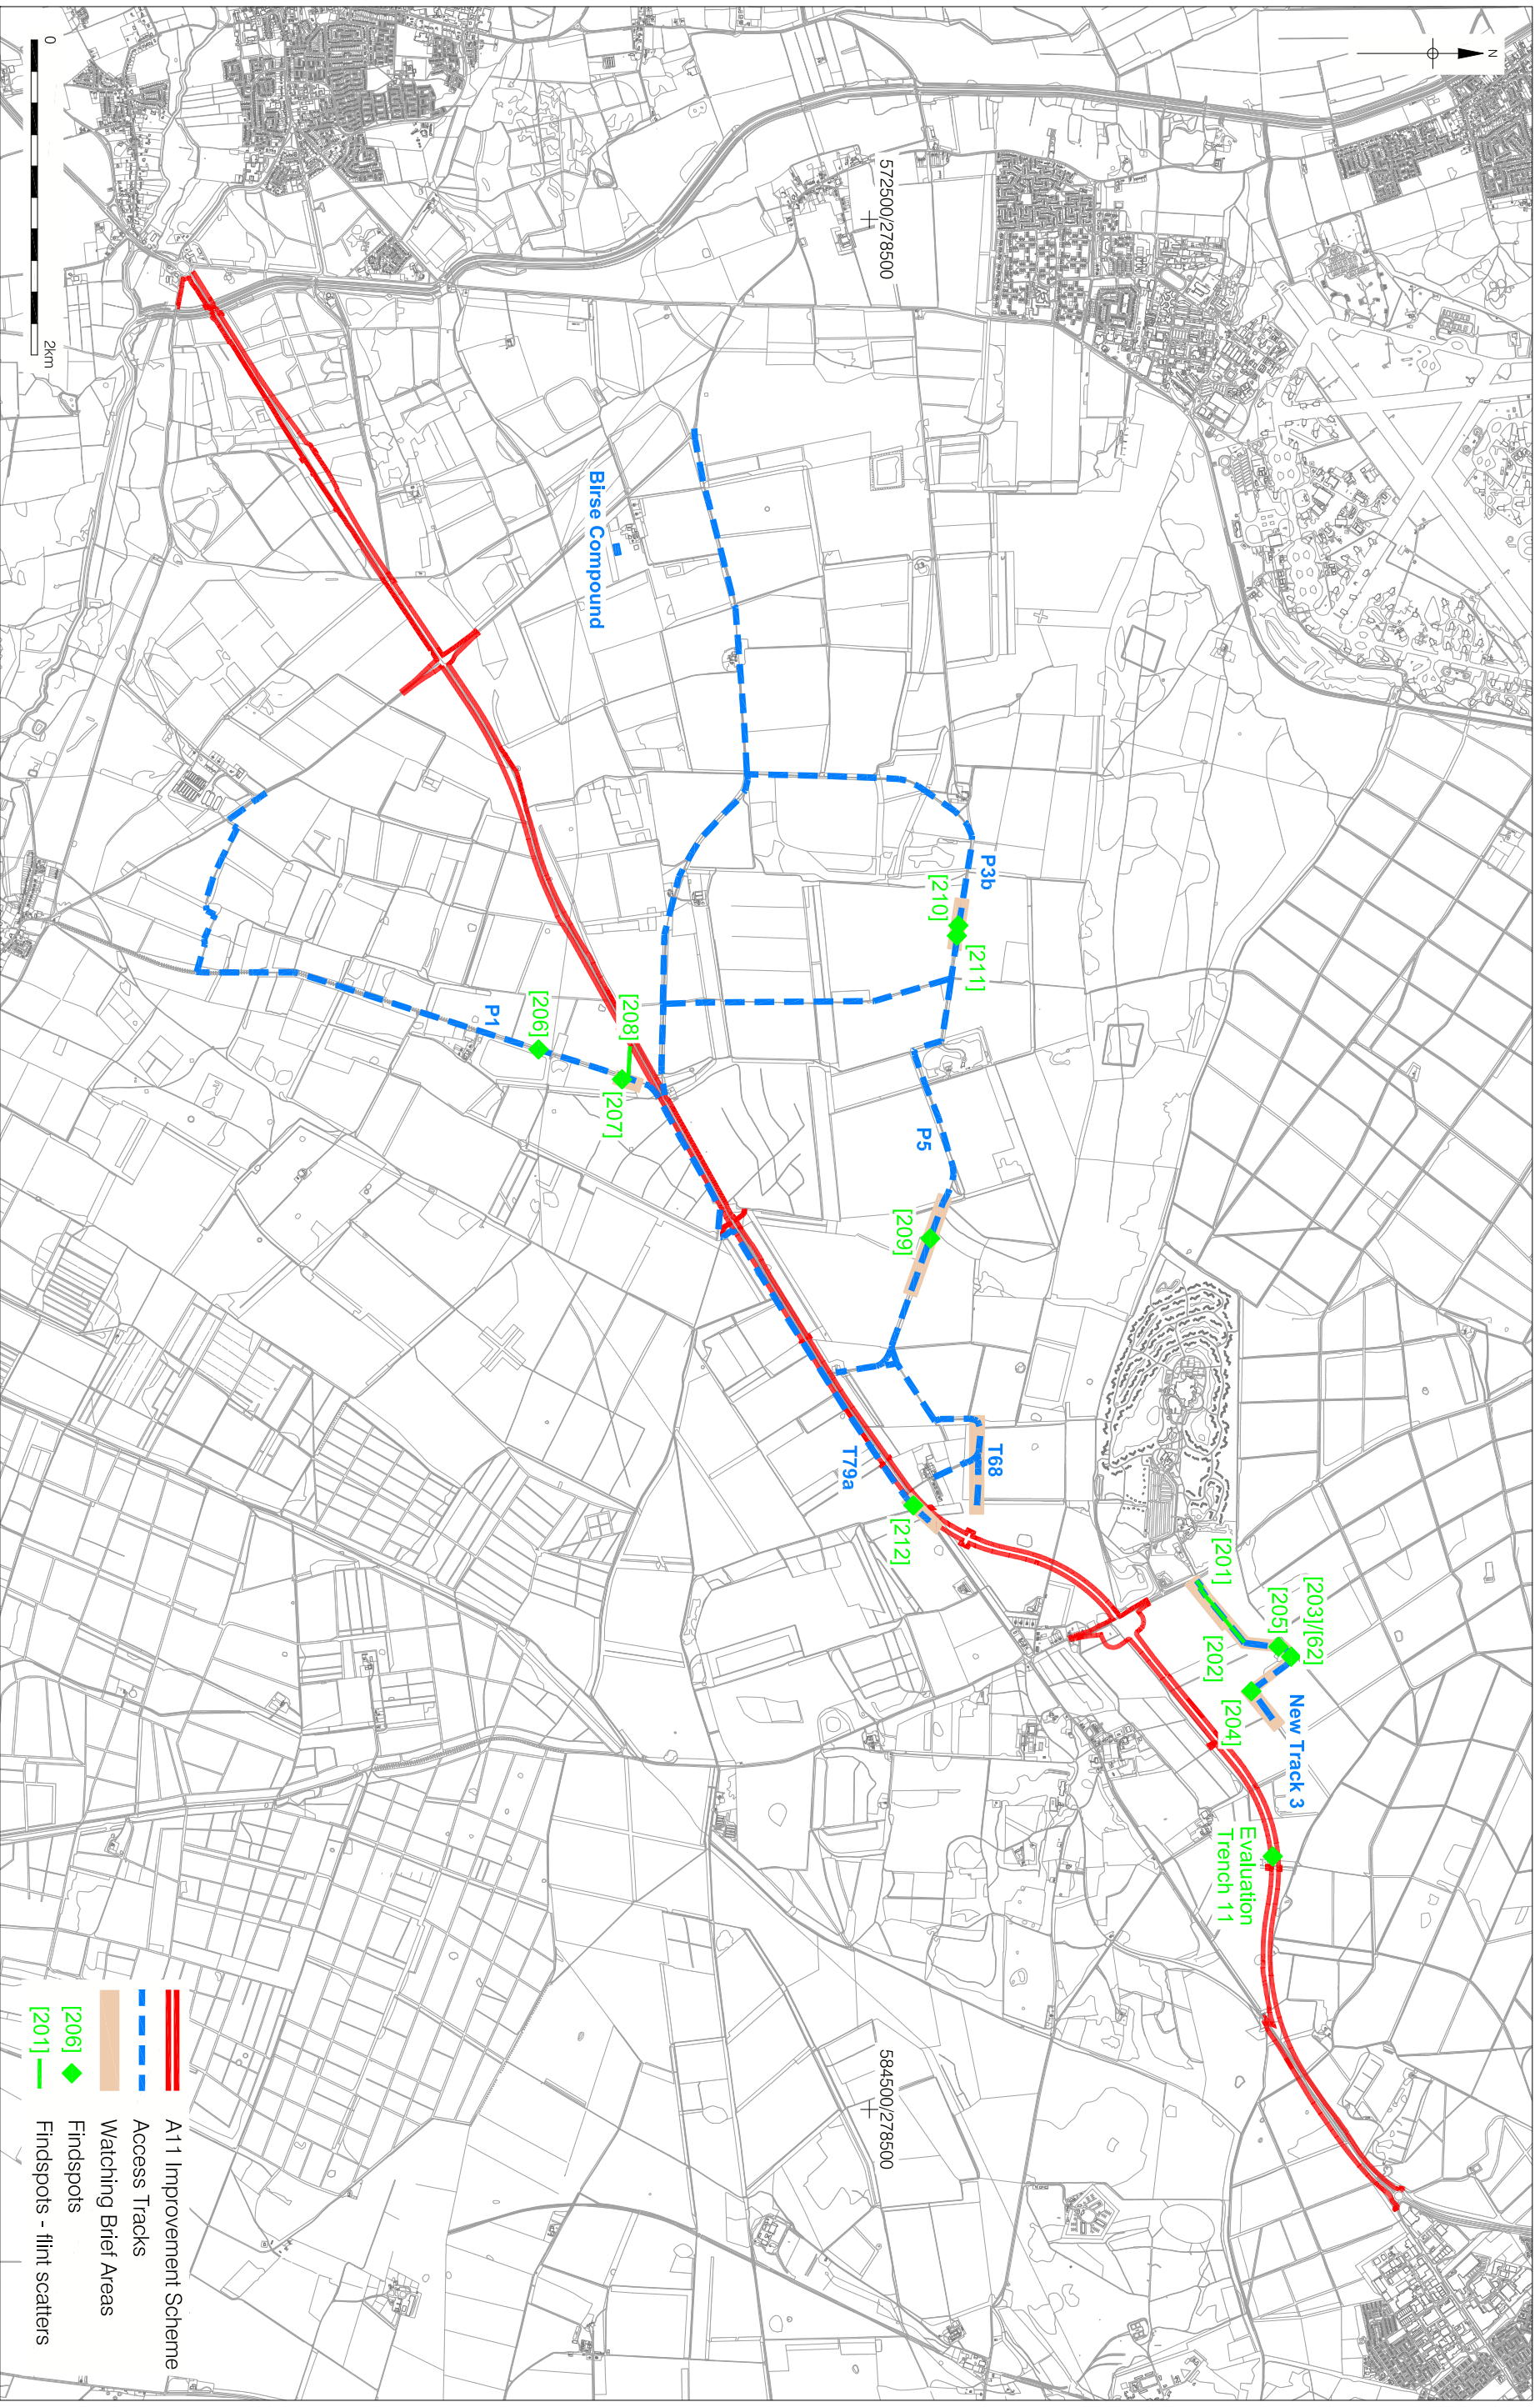 N
0
2km
572500/278500
584500/278500
Birse Compound
P3b
[210]
[211]
P5
[209]
P1
[206]
[208]
[207]
T68
T79a
[212]
[201]
[202]
[203]/[62]
[205]
[204]
New Track 3
Evaluation
Trench 11
A11 Improvement Scheme
Access Tracks
Watching Brief Areas
[206]
Findspots
[201]
Findspots - flint scatters